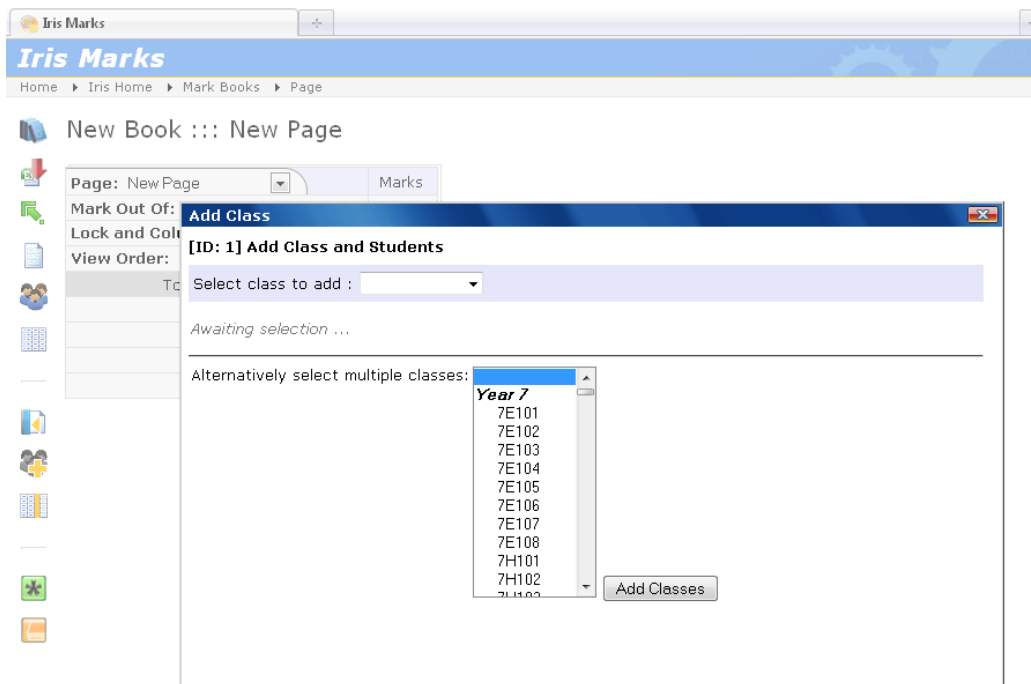 Iris Marks
Iris Marks
Home Iris Home Mark Books Page
New Book ::: New Page
Page: New Page Marks
Mark Out Of:
Add Class
Lock and Colu
[ID: 1] Add Class and Students
View Order:
To
Select class to add :
Awaiting selection ...
Alternatively select multiple classes:
Year 7
7E101
7E102
7E103
7E104
7E105
7E106
7E107
7E108
7H101
7H102
Add Classes